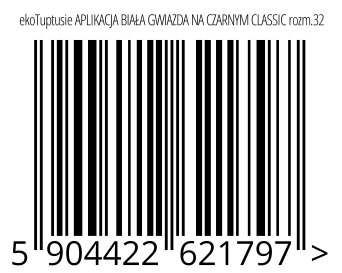 ekoTuptusie APLIKACJA BIAŁA GWIAZDA NA CZARNYM CLASSIC rozm.32
5 904422 621797 >